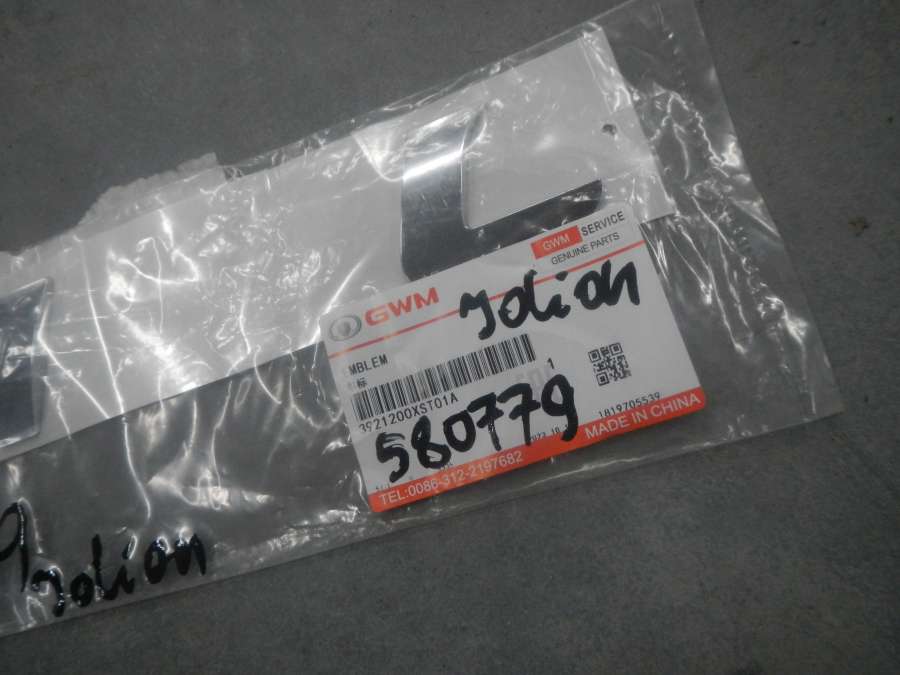 GWM SERVICE
GENUINE PARTS
GWM
Jolion
EMBLEM
3921200XST01A
1
580779
1819705539
MADE IN CHINA
TEL:0086-312-2197682
Jolion